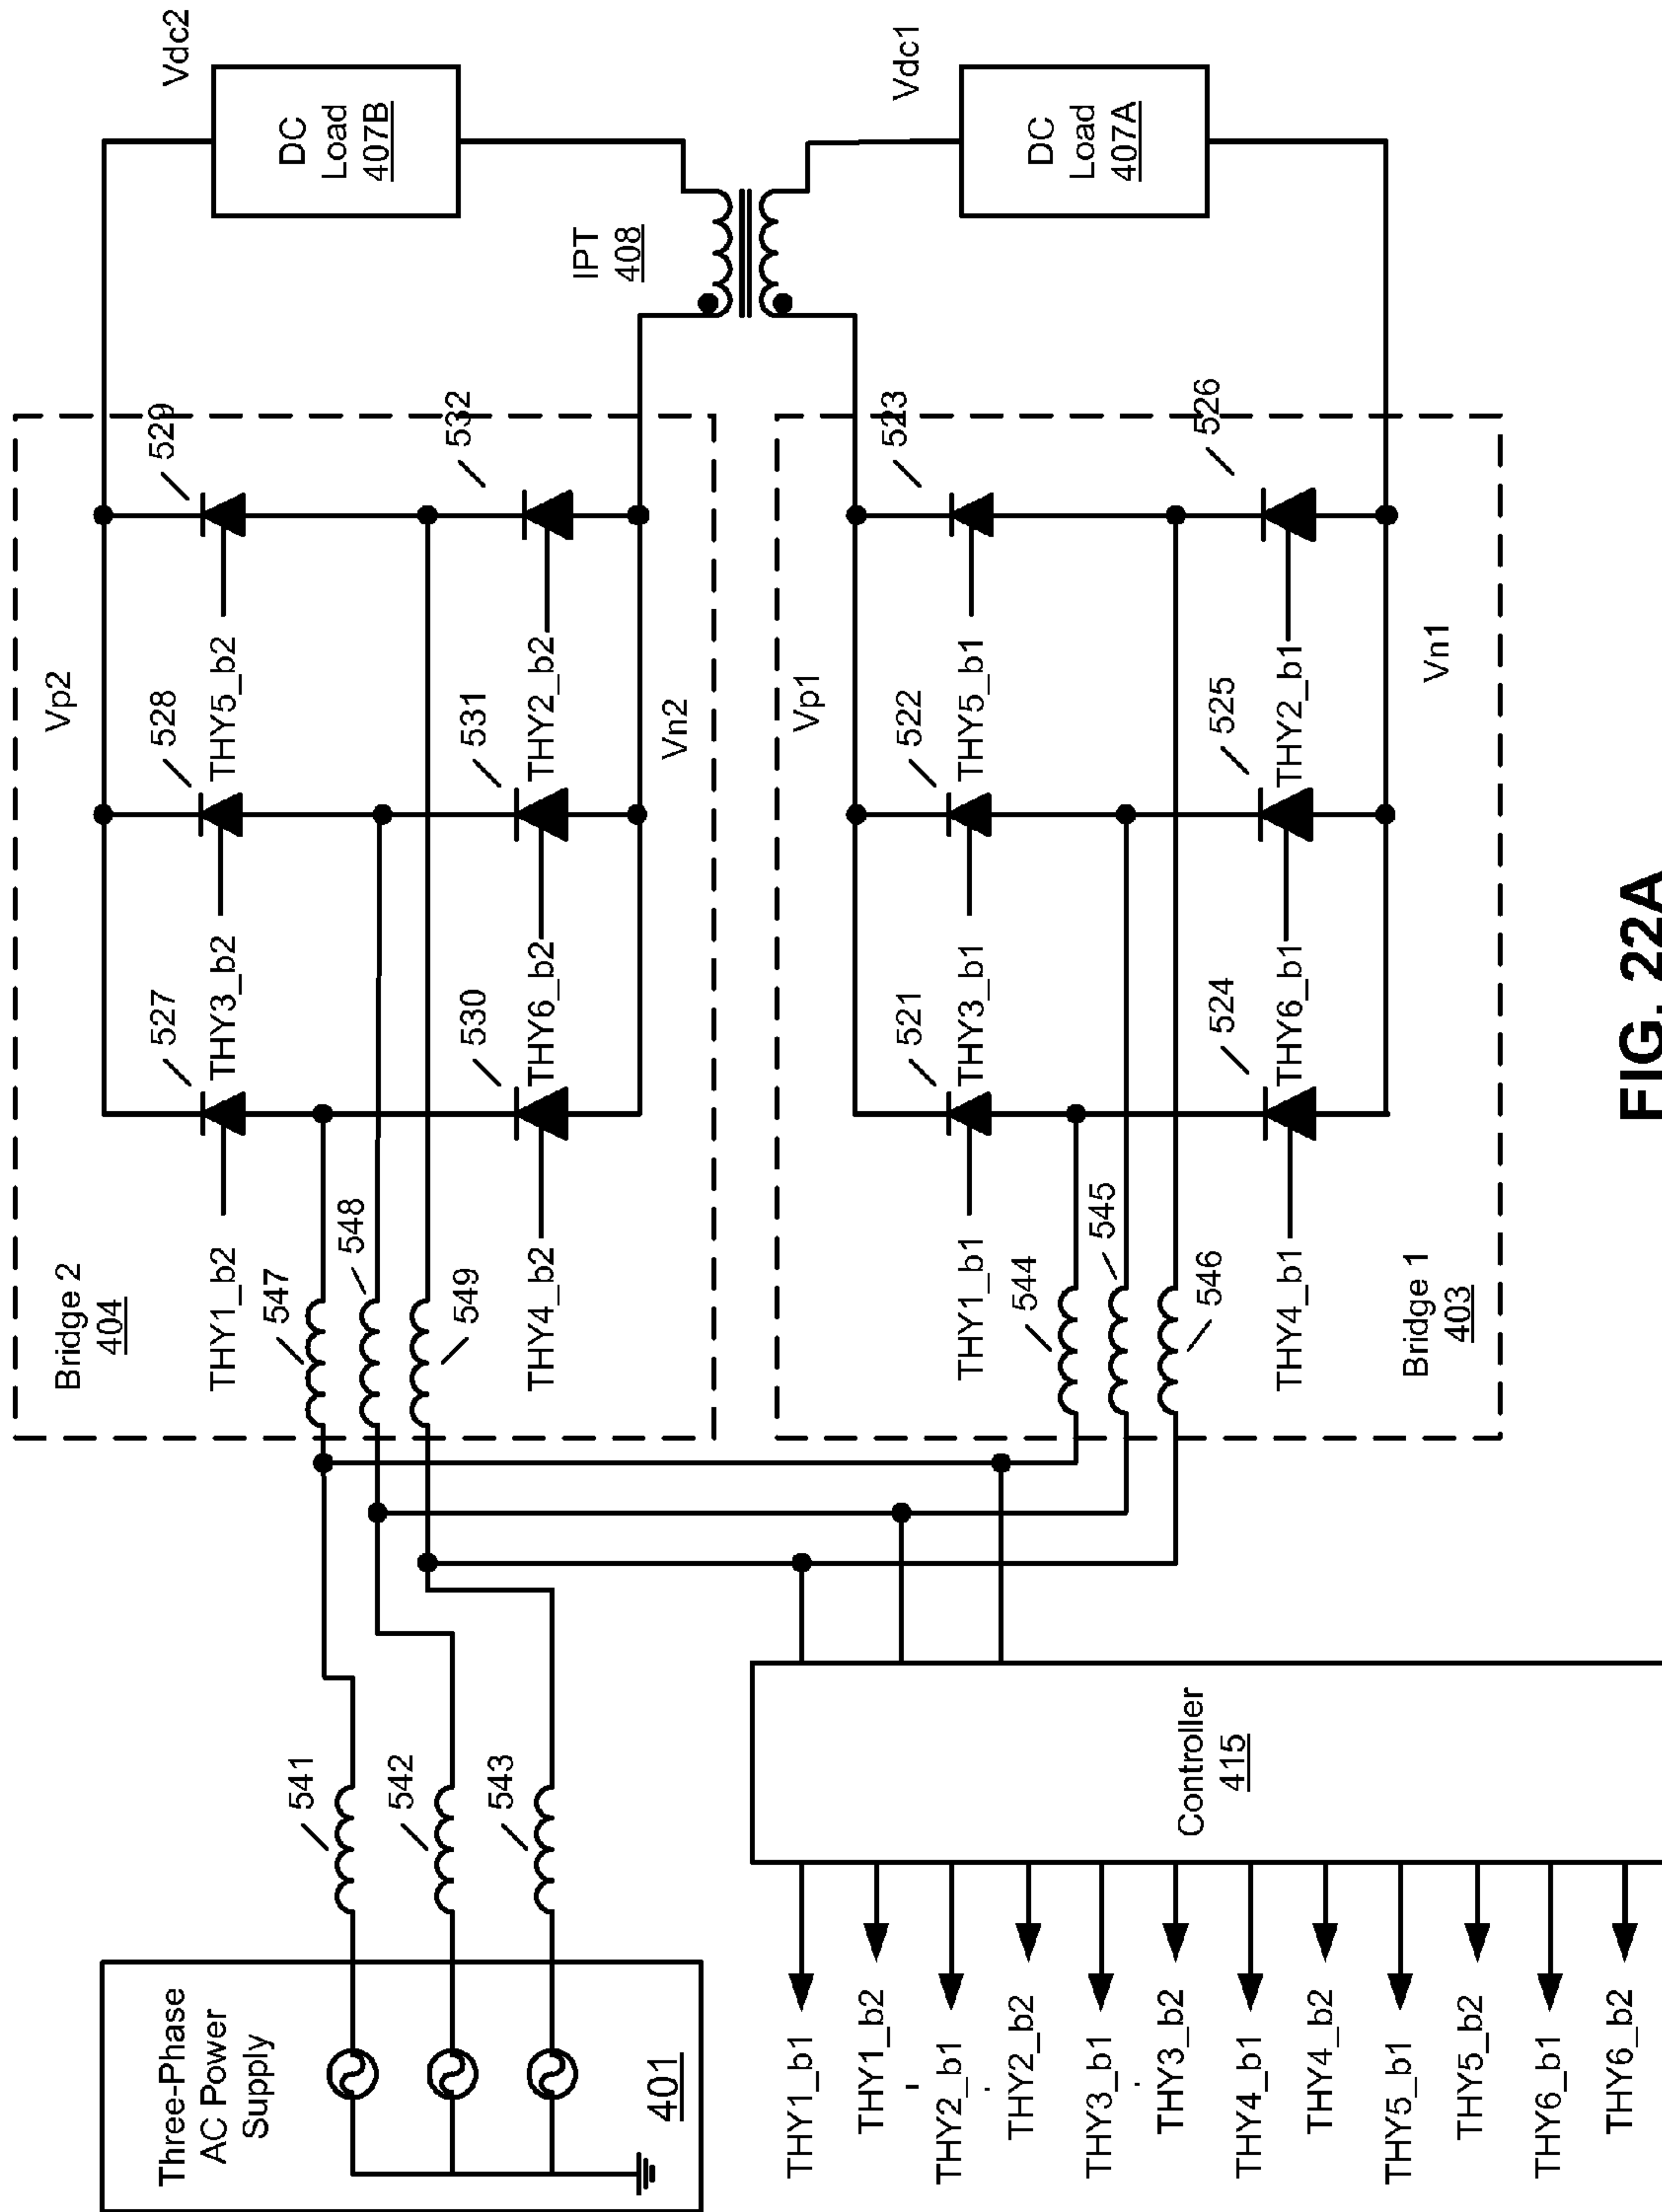 Three-Phase
AC Power
Supply
401
541
542
543
Bridge 2
404
547
548
549
THY1_b2
THY4_b2
527
THY3_b2
530
THY6_b2
528
THY5_b2
531
THY2_b2
529
532
Vp2
Vn2
IPT
408
Vdc2
DC
Load
407B
Vdc1
DC
Load
407A
Vp1
Vn1
THY1_b1
544
545
546
THY4_b1
Bridge 1
403
521
THY3_b1
524
THY6_b1
522
THY5_b1
525
THY2_b1
523
526
Controller
415
THY1_b1
THY1_b2
THY2_b1
THY2_b2
THY3_b1
THY3_b2
THY4_b1
THY4_b2
THY5_b1
THY5_b2
THY6_b1
THY6_b2
FIG. 22A